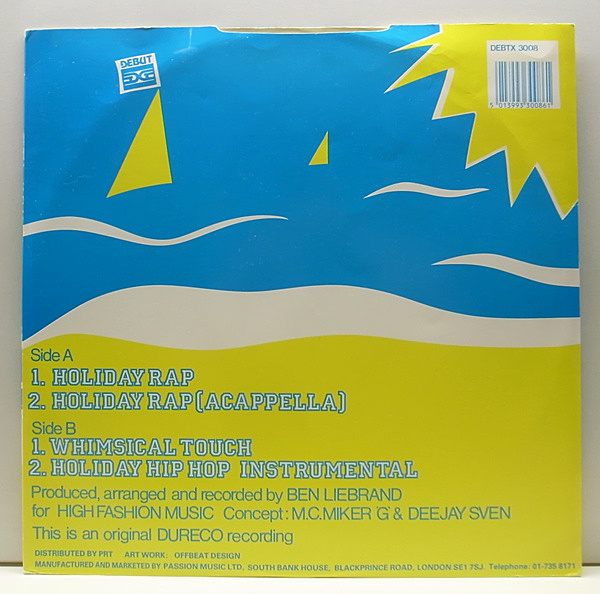 DEBUT
DEBTX 3008
5 013993 300861
Side A
1. HOLIDAY RAP
2. HOLIDAY RAP (ACAPPELLA)
Side B
1. WHIMSICAL TOUCH
2. HOLIDAY HIP HOP INSTRUMENTAL
Produced, arranged and recorded by BEN LIEBRAND
for HIGH FASHION MUSIC Concept: M.C. MIKER 'G' & DEEJAY SVEN
This is an original DURECO recording
DISTRIBUTED BY PRT ART WORK: OFFBEAT DESIGN
MANUFACTURED AND MARKETED BY PASSION MUSIC LTD, SOUTH BANK HOUSE, BLACKPRINCE ROAD, LONDON SE1 7SJ. Telephone: 01-735 8171